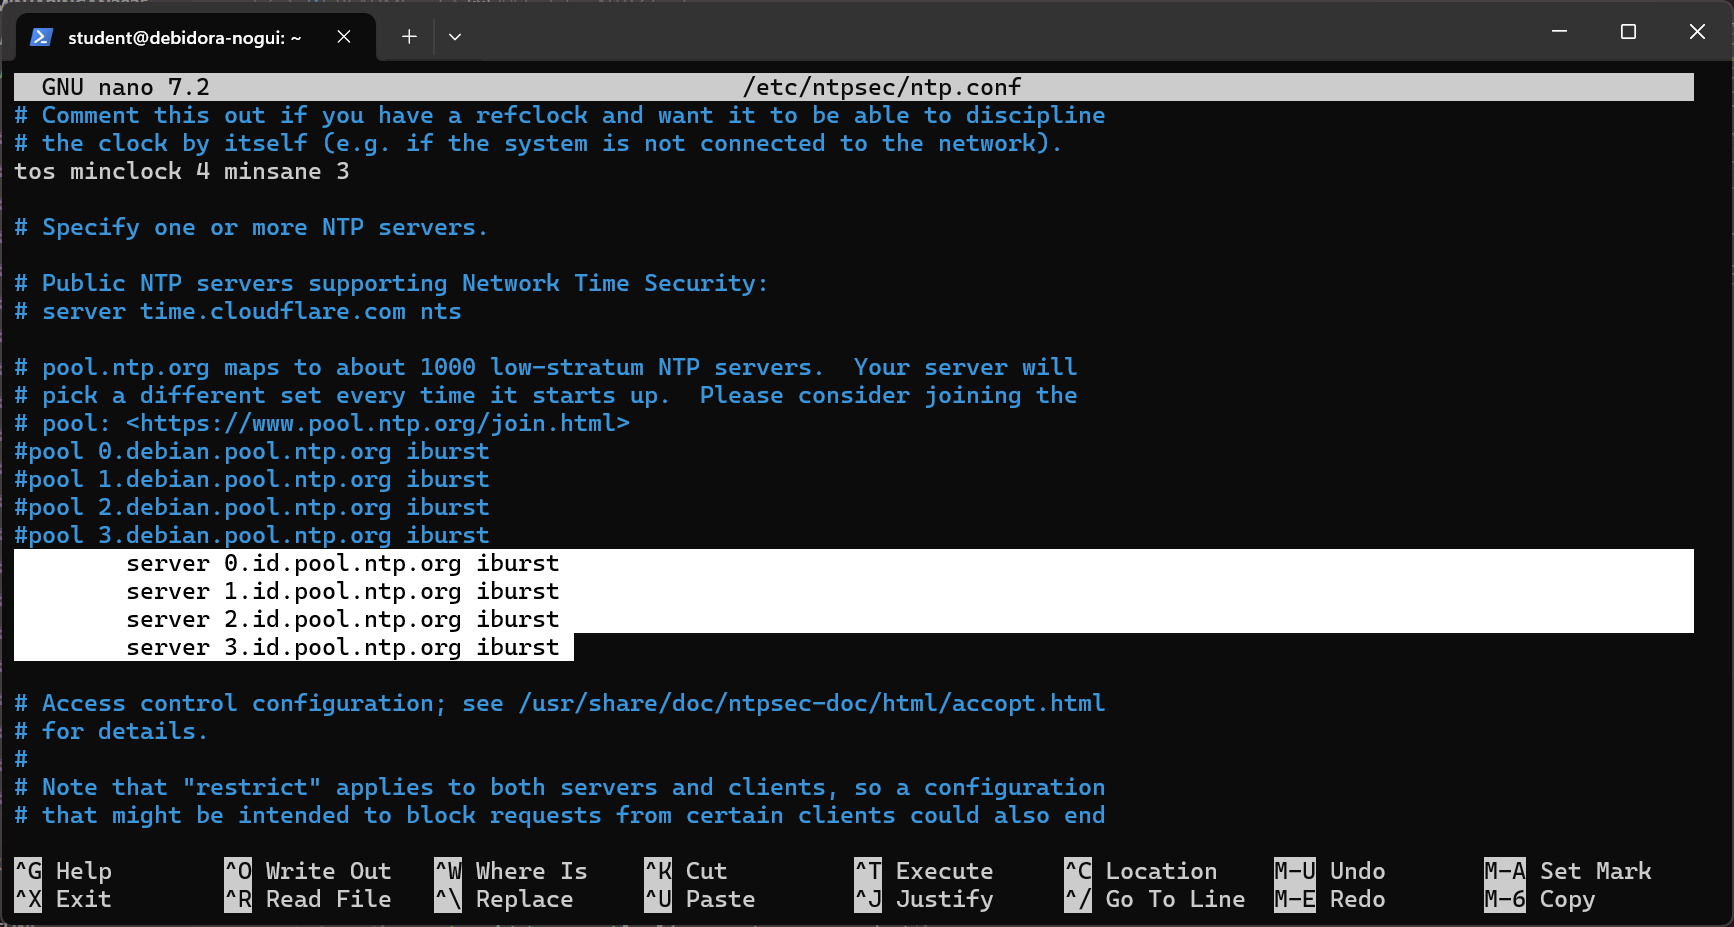 student@debidora-nogui: ~
GNU nano 7.2 /etc/ntpsec/ntp.conf
# Comment this out if you have a refclock and want it to be able to discipline
# the clock by itself (e.g. if the system is not connected to the network).
tos minclock 4 minsane 3
# Specify one or more NTP servers.
# Public NTP servers supporting Network Time Security:
# server time.cloudflare.com nts
# pool.ntp.org maps to about 1000 low-stratum NTP servers.  Your server will
# pick a different set every time it starts up.  Please consider joining the
# pool: <https://www.pool.ntp.org/join.html>
#pool 0.debian.pool.ntp.org iburst
#pool 1.debian.pool.ntp.org iburst
#pool 2.debian.pool.ntp.org iburst
#pool 3.debian.pool.ntp.org iburst
server 0.id.pool.ntp.org iburst
server 1.id.pool.ntp.org iburst
server 2.id.pool.ntp.org iburst
server 3.id.pool.ntp.org iburst
# Access control configuration; see /usr/share/doc/ntpsec-doc/html/accopt.html
# for details.
#
# Note that "restrict" applies to both servers and clients, so a configuration
# that might be intended to block requests from certain clients could also end
^G Help ^O Write Out ^W Where Is ^K Cut ^T Execute ^C Location M-U Undo M-A Set Mark
^X Exit ^R Read File ^\ Replace ^U Paste ^J Justify ^/ Go To Line M-E Redo M-6 Copy